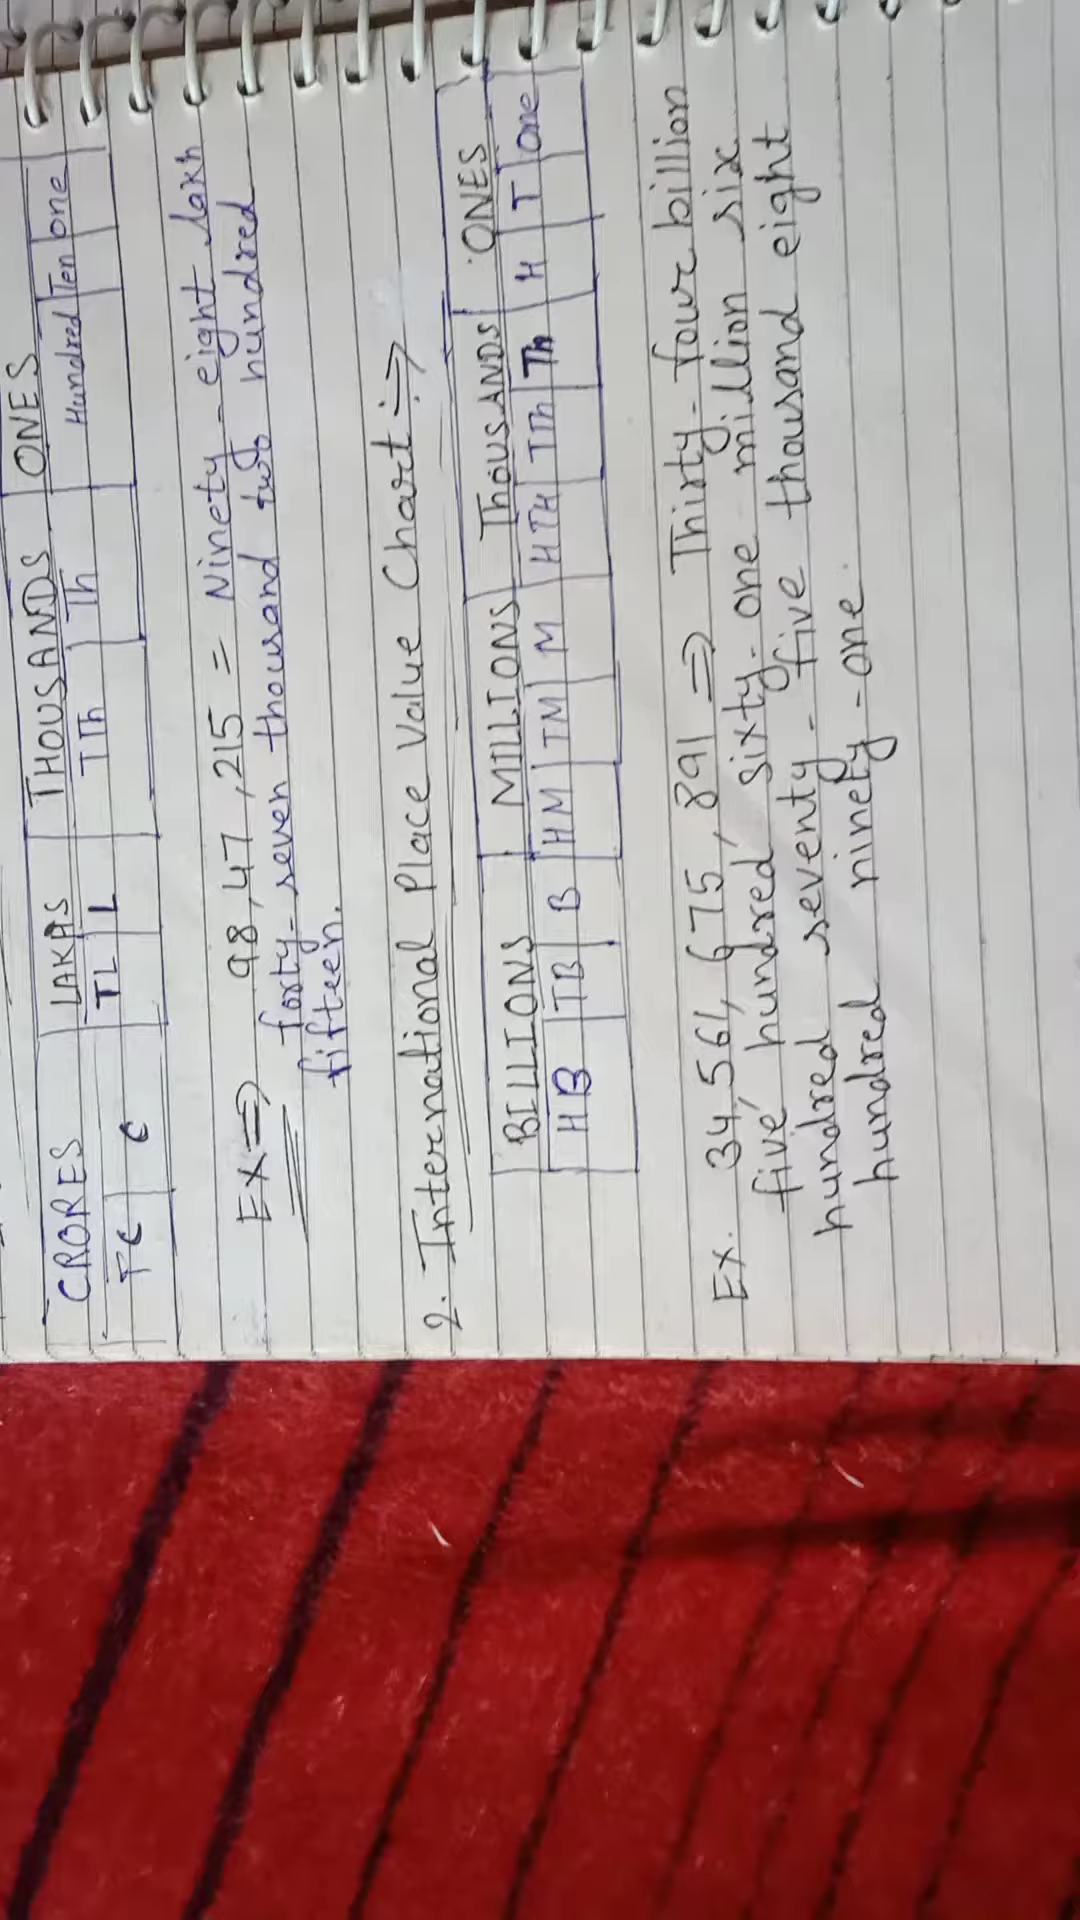 CRORES LAKHS THOUSANDS ONES
TC C TL L TTh Th Hundred Ten one
EX ⇒ 98,47,215 = Ninety-eight lakh
forty-seven thousand two hundred
fifteen.
2. International Place Value Chart :⇒
BILLIONS MILLIONS THOUSANDS ONES
HB TB B HM TM M HTH TTh Th H T One
Ex. 34,561,675,891 ⇒ Thirty-four billion
five hundred sixty-one million six
hundred seventy-five thousand eight
hundred ninety-one.